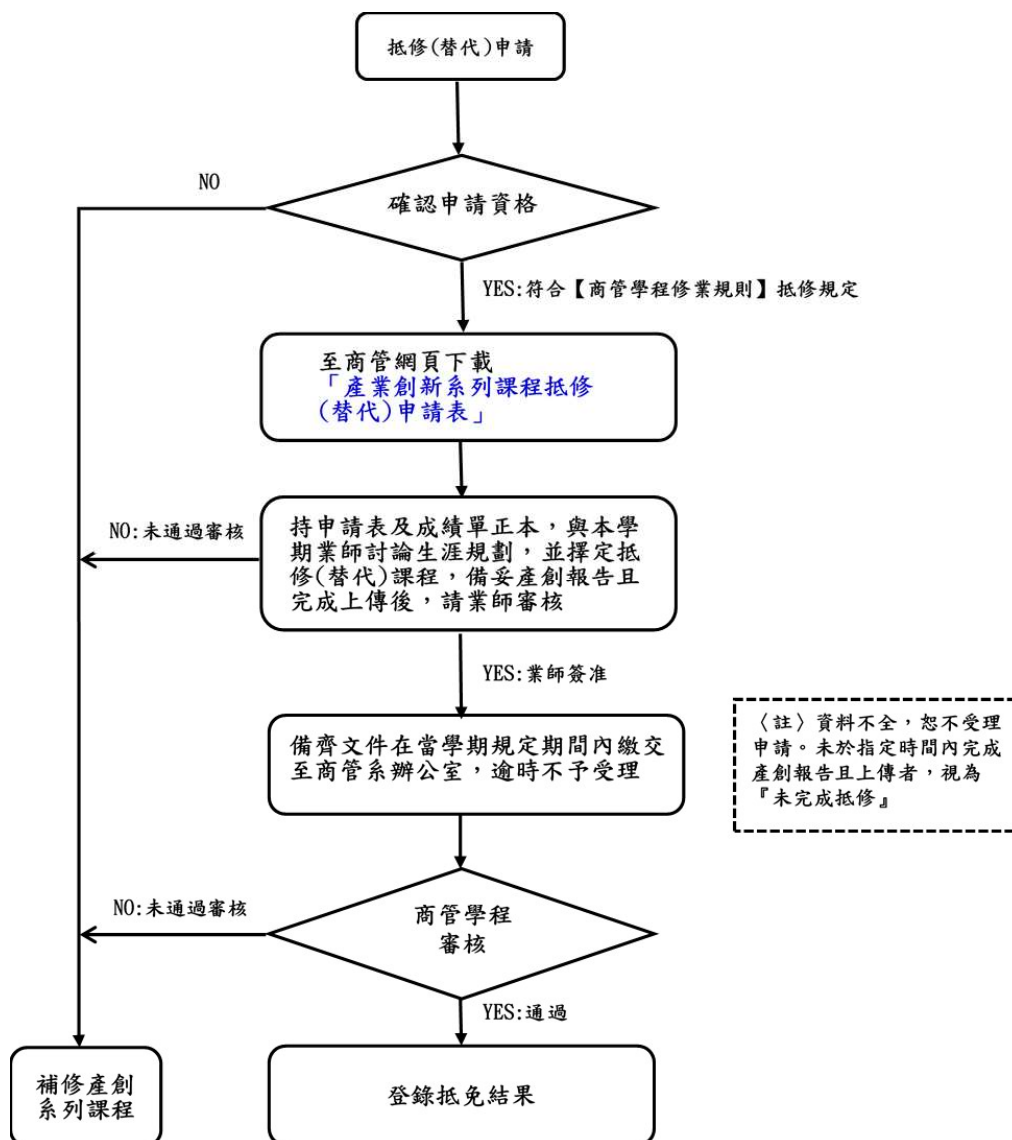 抵修(替代)申請
NO
確認申請資格
YES:符合【商管學程修業規則】抵修規定
至商管網頁下載
「產業創新系列課程抵修
(替代)申請表」
NO:未通過審核
持申請表及成績單正本，與本學
期業師討論生涯規劃，並擇定抵
修(替代)課程，備妥產創報告且
完成上傳後，請業師審核
YES:業師簽准
備齊文件在當學期規定期間內繳交
至商管系辦公室，逾時不予受理
〈註〉資料不全，恕不受理
申請。未於指定時間內完成
產創報告且上傳者，視為
『未完成抵修』
NO:未通過審核
商管學程
審核
YES:通過
補修產創
系列課程
登錄抵免結果